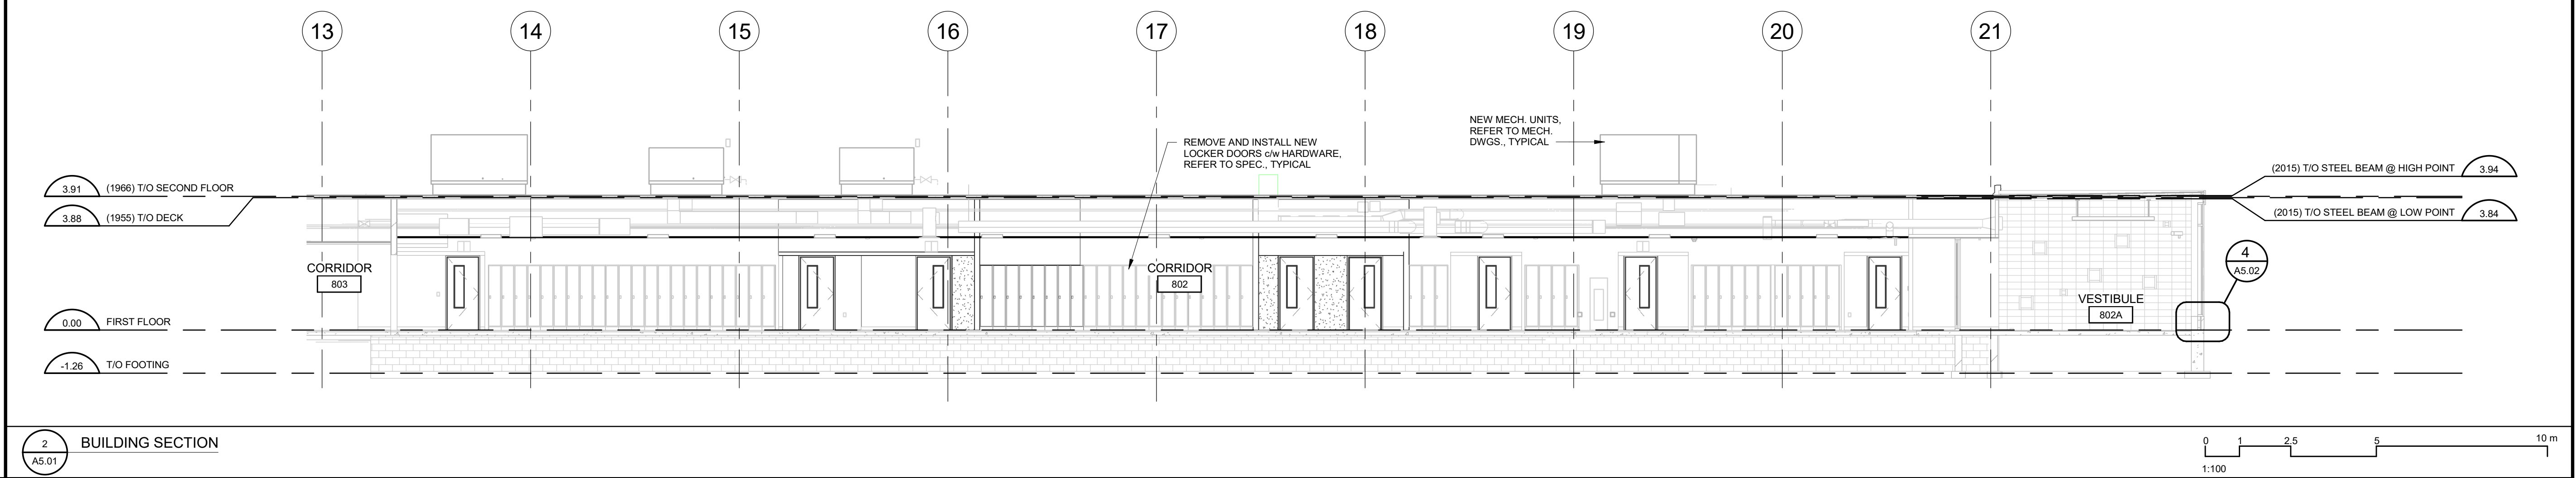 13
14
15
16
17
18
19
20
21
NEW MECH. UNITS,
REFER TO MECH.
DWGS., TYPICAL
REMOVE AND INSTALL NEW
LOCKER DOORS c/w HARDWARE,
REFER TO SPEC., TYPICAL
3.91 (1966) T/O SECOND FLOOR
3.88 (1955) T/O DECK
(2015) T/O STEEL BEAM @ HIGH POINT 3.94
(2015) T/O STEEL BEAM @ LOW POINT 3.84
CORRIDOR
803
CORRIDOR
802
4
A5.02
VESTIBULE
802A
0.00 FIRST FLOOR
-1.26 T/O FOOTING
2
A5.01
BUILDING SECTION
0 1 2.5 5 10 m
1:100